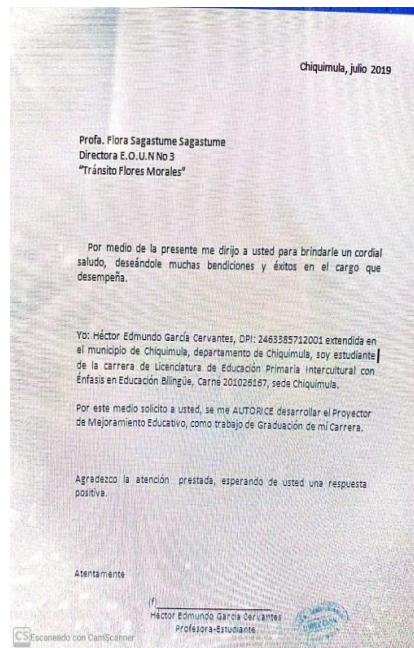 Chiquimula, julio 2019
Profa. Flora Sagastume Sagastume
Directora E.O.U.N No 3
"Tránsito Flores Morales"
Por medio de la presente me dirijo a usted para brindarle un cordial
saludo, deseándole muchas bendiciones y éxitos en el cargo que
desempeña.
Yo: Héctor Edmundo García Cervantes, DPI: 2463385712001 extendida en
el municipio de Chiquimula, departamento de Chiquimula, soy estudiante
de la carrera de Licenciatura de Educación Primaria Intercultural con
Énfasis en Educación Bilingüe, Carné 201026167, sede Chiquimula.
Por este medio solicito a usted, se me AUTORICE desarrollar el Proyector
de Mejoramiento Educativo, como trabajo de Graduación de mi Carrera.
Agradezco la atención prestada, esperando de usted una respuesta
positiva.
Atentamente
(f)
Héctor Edmundo García Cervantes
Profesora-Estudiante
CS Escaneado con CamScanner